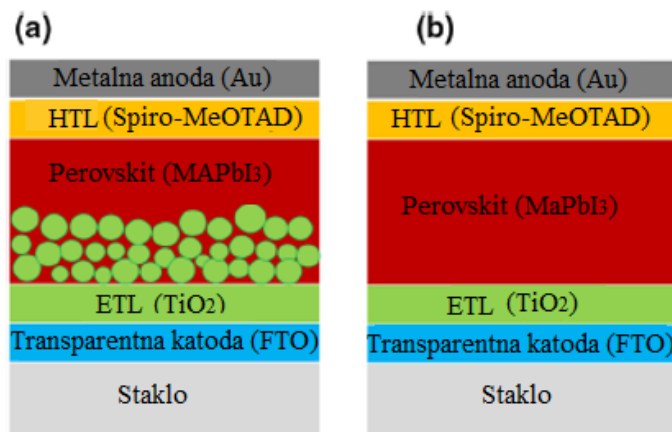 (a)
Metalna anoda (Au)
HTL (Spiro-MeOTAD)
Perovskit (MAPbI3)
ETL (TiO2)
Transparentna katoda (FTO)
Staklo
(b)
Metalna anoda (Au)
HTL (Spiro-MeOTAD)
Perovskit (MaPbI3)
ETL (TiO2)
Transparentna katoda (FTO)
Staklo